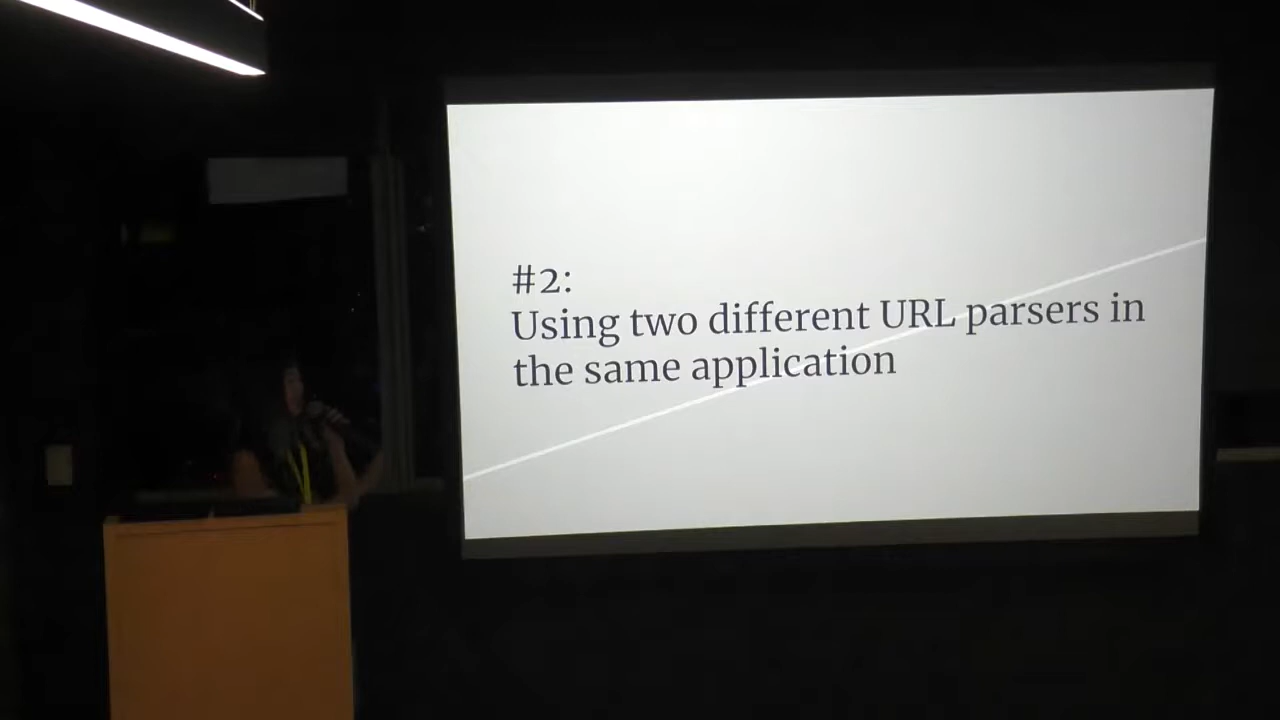 #2:
Using two different URL parsers in
the same application